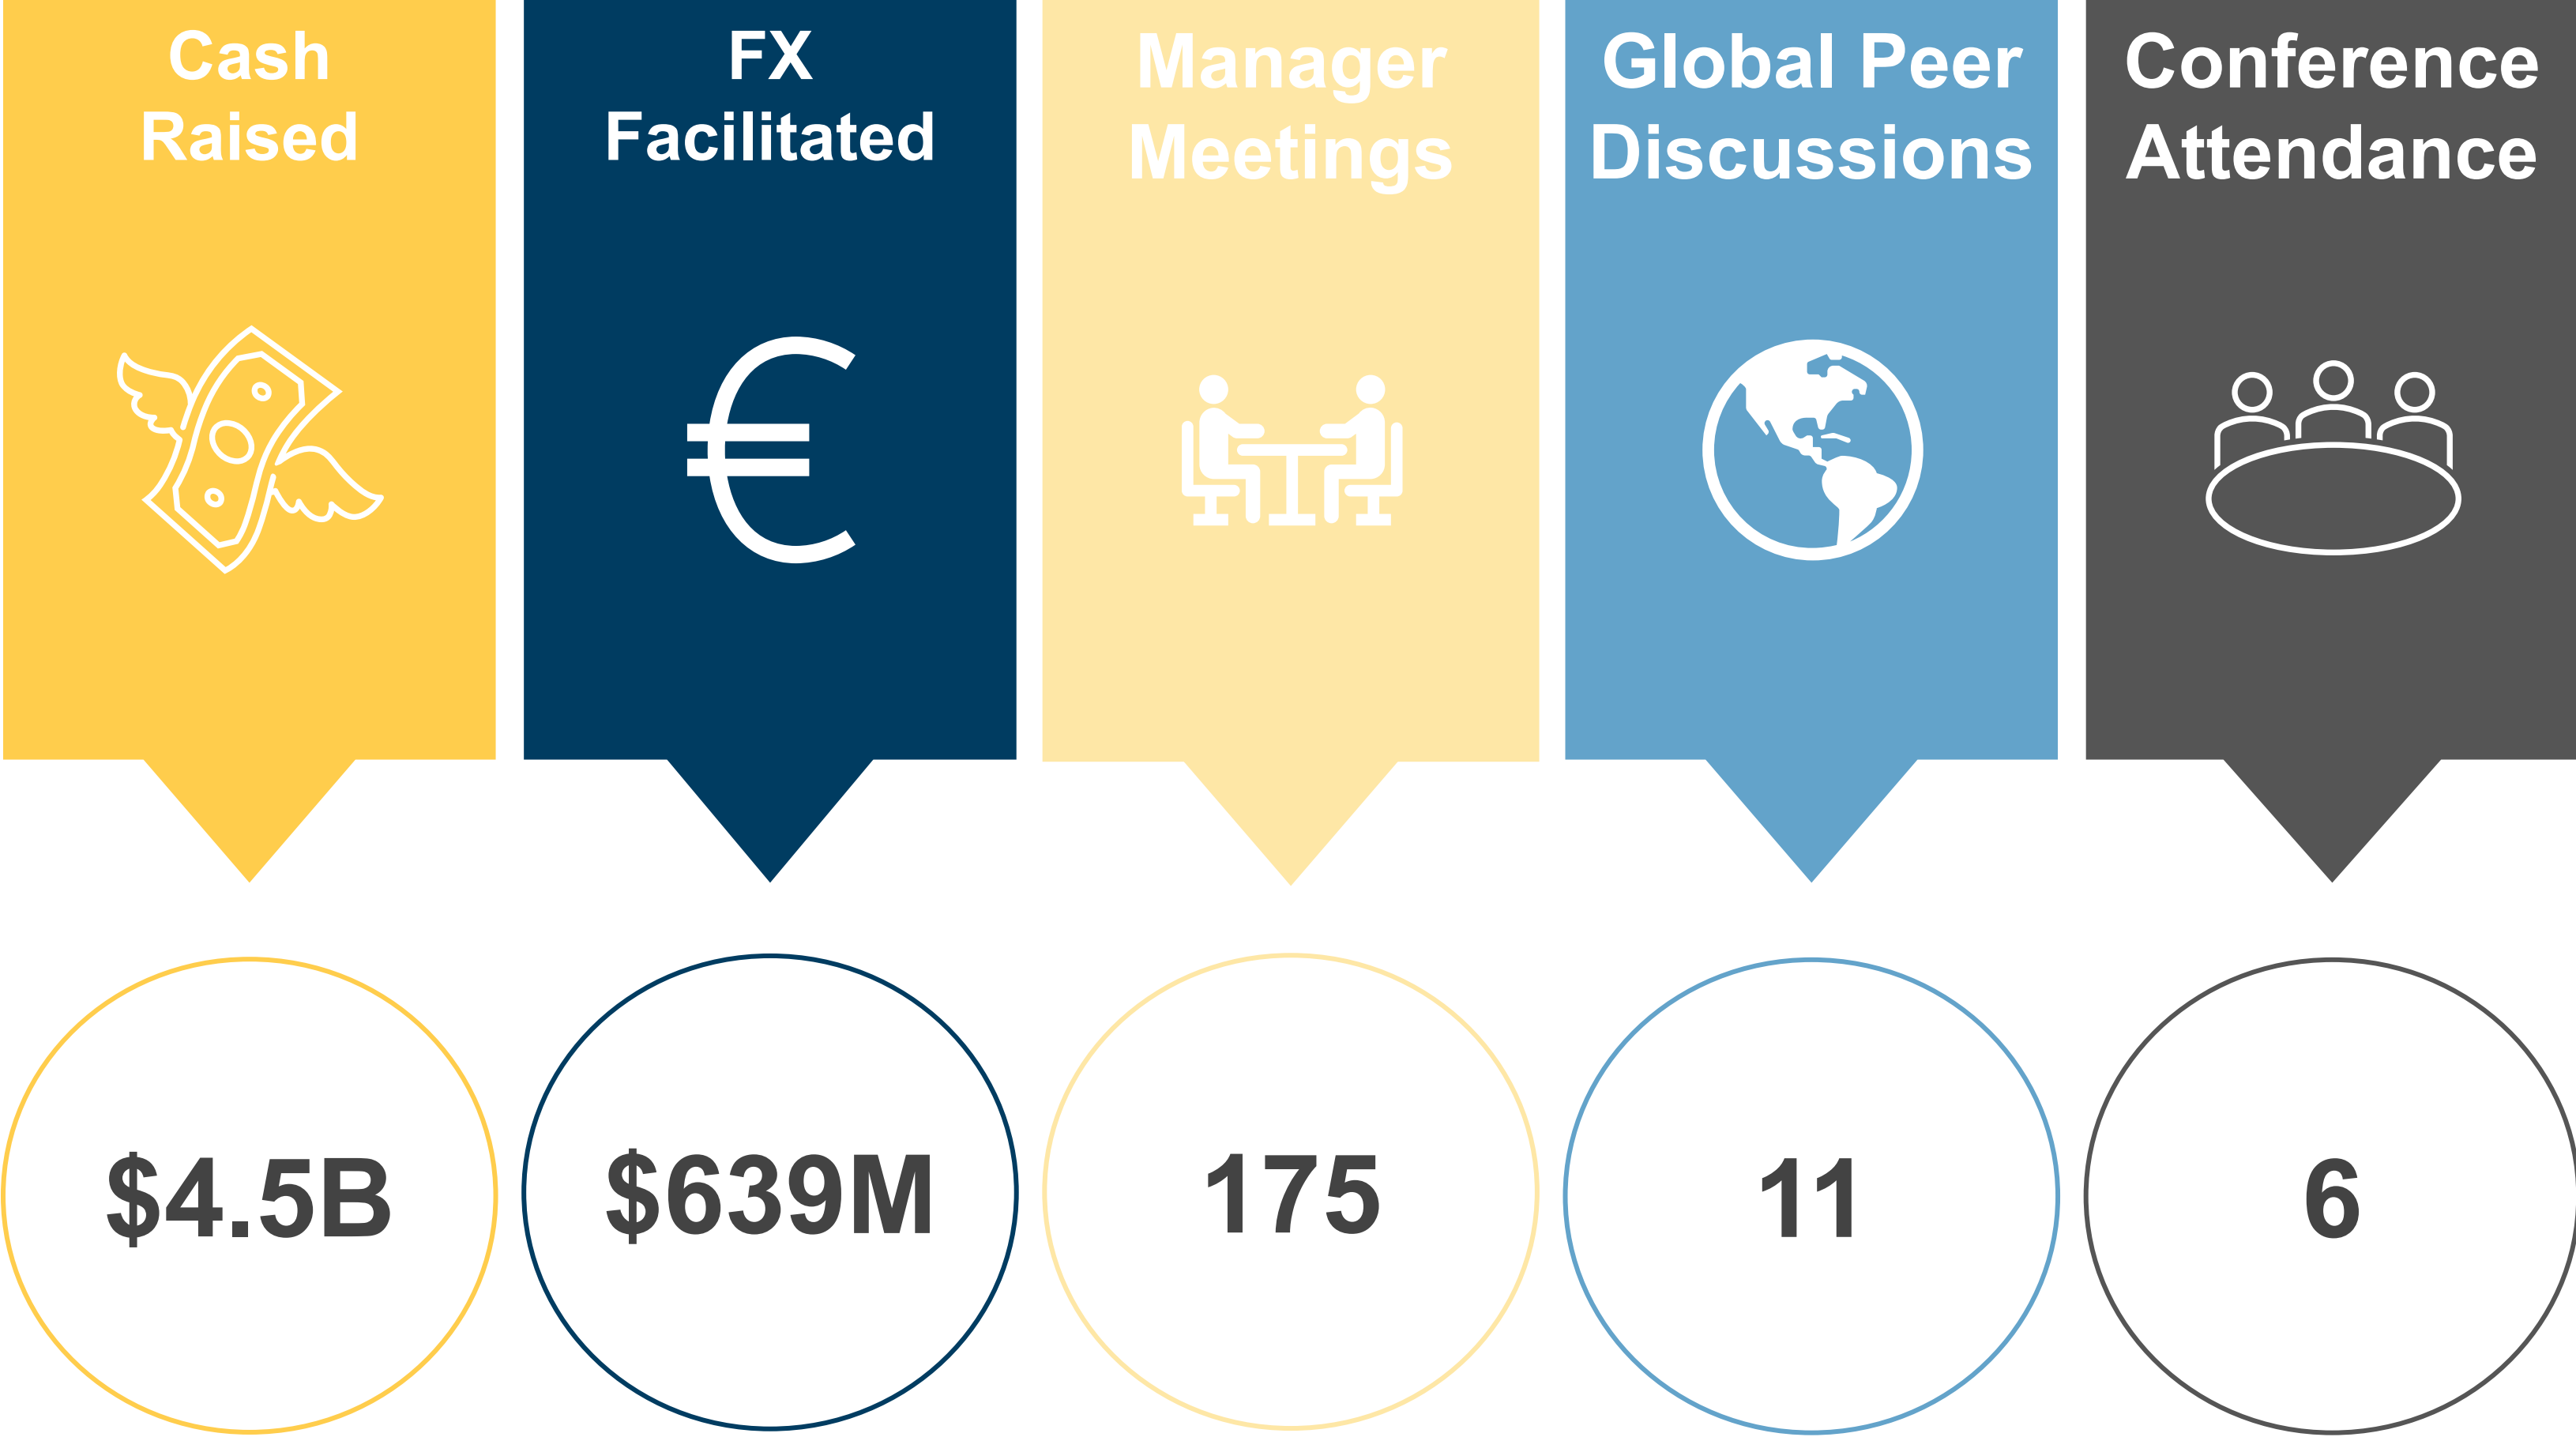 Cash
Raised
FX
Facilitated
Manager
Meetings
Global Peer
Discussions
Conference
Attendance
€
$4.5B
$639M
175
11
6